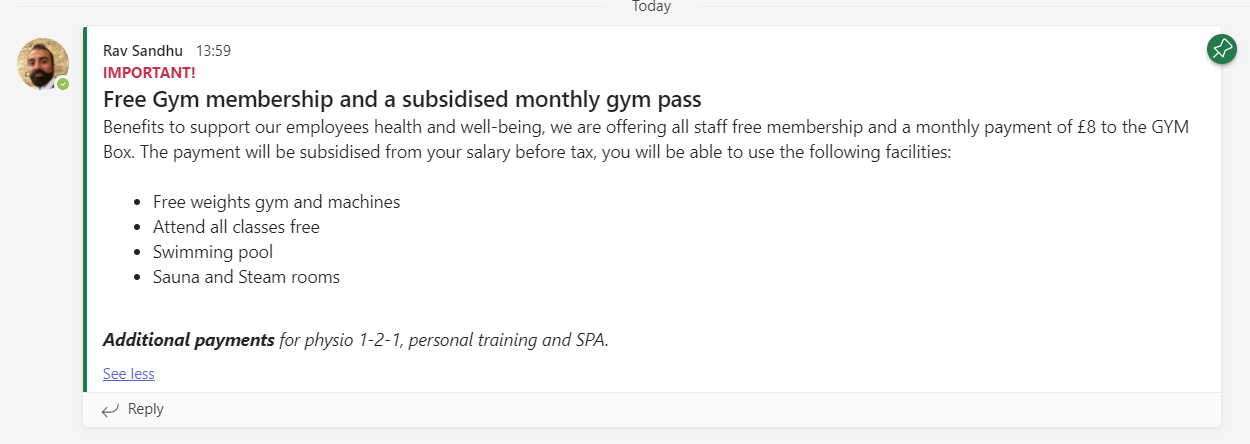 Today
Rav Sandhu 13:59
IMPORTANT!
Free Gym membership and a subsidised monthly gym pass
Benefits to support our employees health and well-being, we are offering all staff free membership and a monthly payment of £8 to the GYM
Box. The payment will be subsidised from your salary before tax, you will be able to use the following facilities:
• Free weights gym and machines
• Attend all classes free
• Swimming pool
• Sauna and Steam rooms
Additional payments for physio 1-2-1, personal training and SPA.
See less
Reply